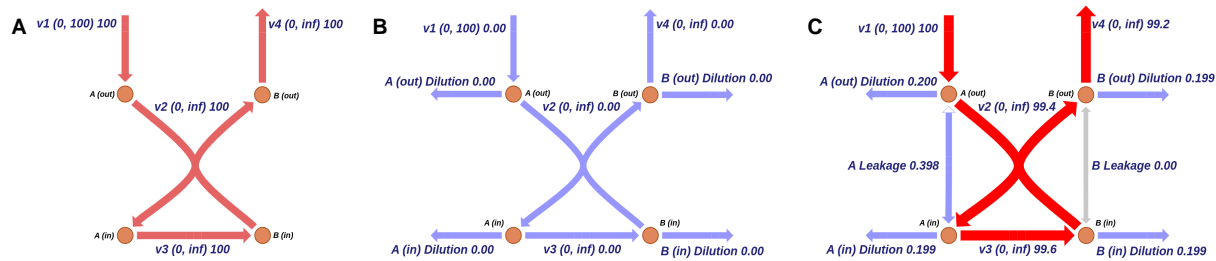 A
v1 (0, 100) 100
v4 (0, inf) 100
A (out)
B (out)
v2 (0, inf) 100
A (in)
B (in)
v3 (0, inf) 100
B
v1 (0, 100) 0.00
v4 (0, inf) 0.00
A (out) Dilution 0.00
B (out) Dilution 0.00
A (out)
B (out)
v2 (0, inf) 0.00
A (in)
B (in)
A (in) Dilution 0.00
v3 (0, inf) 0.00
B (in) Dilution 0.00
C
v1 (0, 100) 100
v4 (0, inf) 99.2
A (out) Dilution 0.200
B (out) Dilution 0.199
A (out)
B (out)
v2 (0, inf) 99.4
A Leakage 0.398
B Leakage 0.00
A (in)
B (in)
A (in) Dilution 0.199
v3 (0, inf) 99.6
B (in) Dilution 0.199